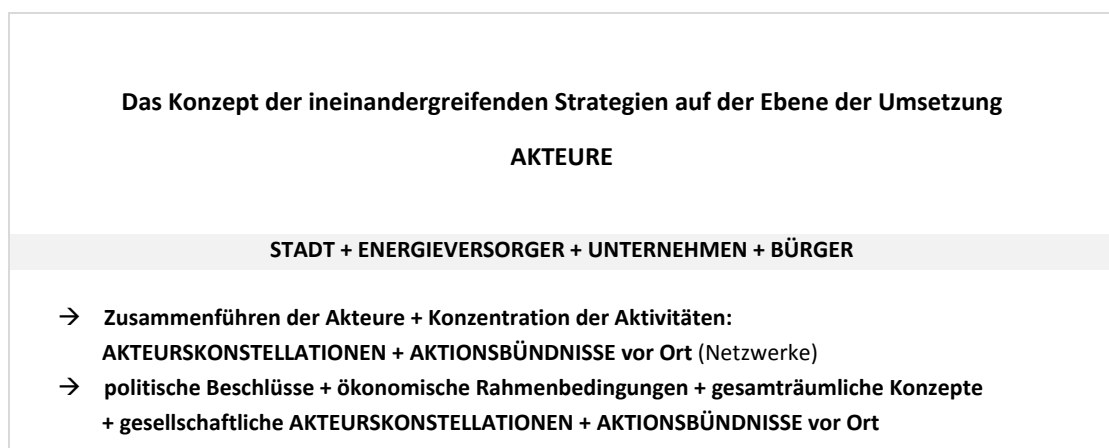 Das Konzept der ineinandergreifenden Strategien auf der Ebene der Umsetzung
AKTEURE
STADT + ENERGIEVERSORGER + UNTERNEHMEN + BÜRGER
→ Zusammenführen der Akteure + Konzentration der Aktivitäten:
AKTEURSKONSTELLATIONEN + AKTIONSBÜNDNISSE vor Ort (Netzwerke)
→ politische Beschlüsse + ökonomische Rahmenbedingungen + gesamträumliche Konzepte
+ gesellschaftliche AKTEURSKONSTELLATIONEN + AKTIONSBÜNDNISSE vor Ort